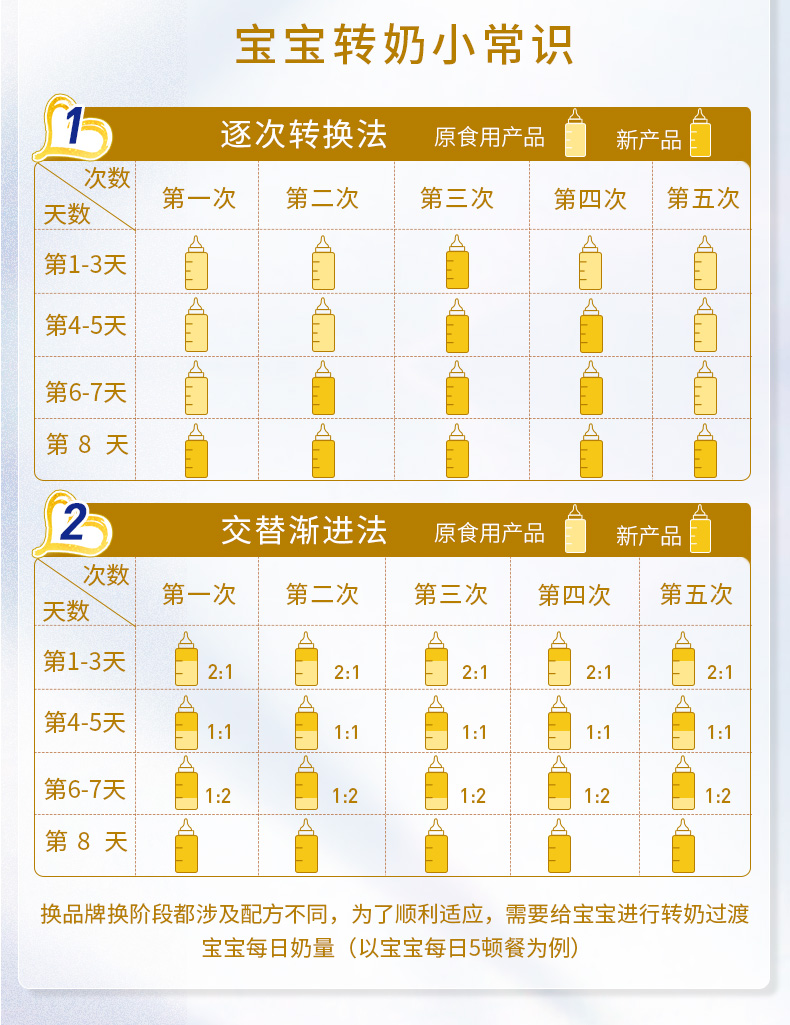 宝宝转奶小常识
1 逐次转换法 原食用产品 新产品
次数
天数
第一次 第二次 第三次 第四次 第五次
第1-3天
第4-5天
第6-7天
第 8 天
2 交替渐进法 原食用产品 新产品
次数
天数
第一次 第二次 第三次 第四次 第五次
第1-3天 2:1 2:1 2:1 2:1 2:1
第4-5天 1:1 1:1 1:1 1:1 1:1
第6-7天 1:2 1:2 1:2 1:2 1:2
第 8 天
换品牌换阶段都涉及配方不同，为了顺利适应，需要给宝宝进行转奶过渡
宝宝每日奶量（以宝宝每日5顿餐为例）